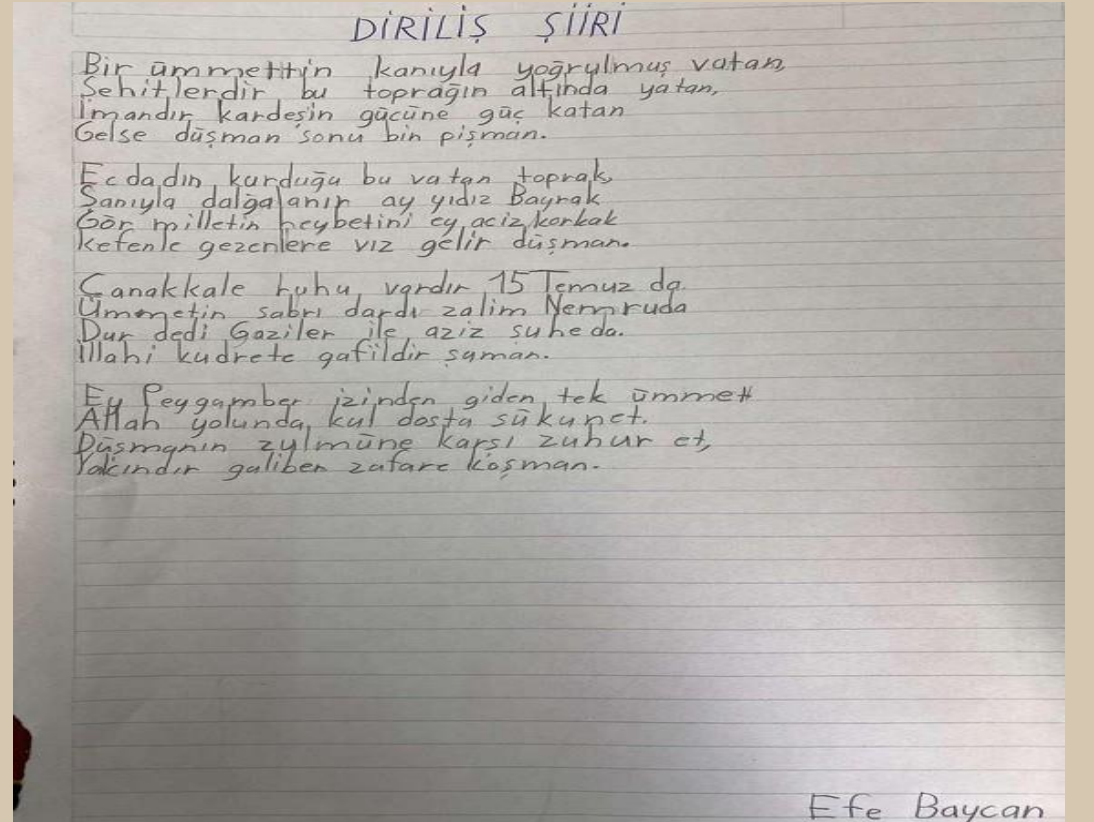 DİRİLİŞ ŞİİRİ
Bir ümmettin kanıyla yoğrulmuş vatan,
Şehitlerdir bu toprağın altında yatan,
İmandır kardeşin gücüne güç katan
Gelse düşman sonu bin pişman.
Ecdadın kurduğu bu vatan toprak,
Şanıyla dalğalanır ay yıdız Bayrak
Gör milletin heybetini ey aciz korkak
Kefenle gezenlere vız gelir düşman.
Çanakkale ruhu vardır 15 Temuz da.
Ümmetin sabrı dardı zalim Nemruda
Dur dedi Gaziler ile aziz şuheda.
İllahi kudrete gafildir şaman.
Ey Peygamber izinden giden tek ümmett
Allah yolunda, kul dosta sükunet.
Düşmanın zulmüne karşı zuhur et,
Yakındır galiben zafare koşman.
Efe Baycan